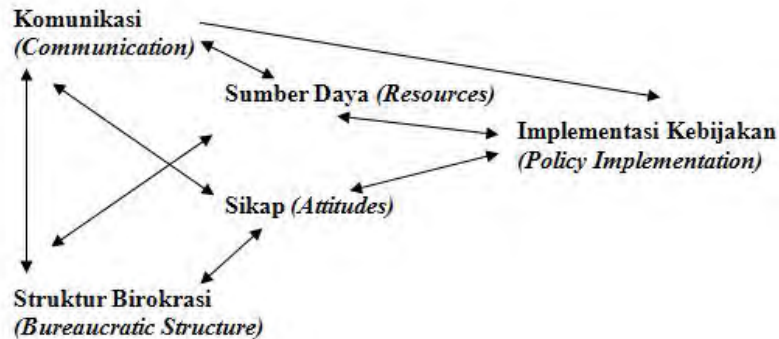 Komunikasi
(Communication)
Sumber Daya (Resources)
Implementasi Kebijakan
(Policy Implementation)
Sikap (Attitudes)
Struktur Birokrasi
(Bureaucratic Structure)